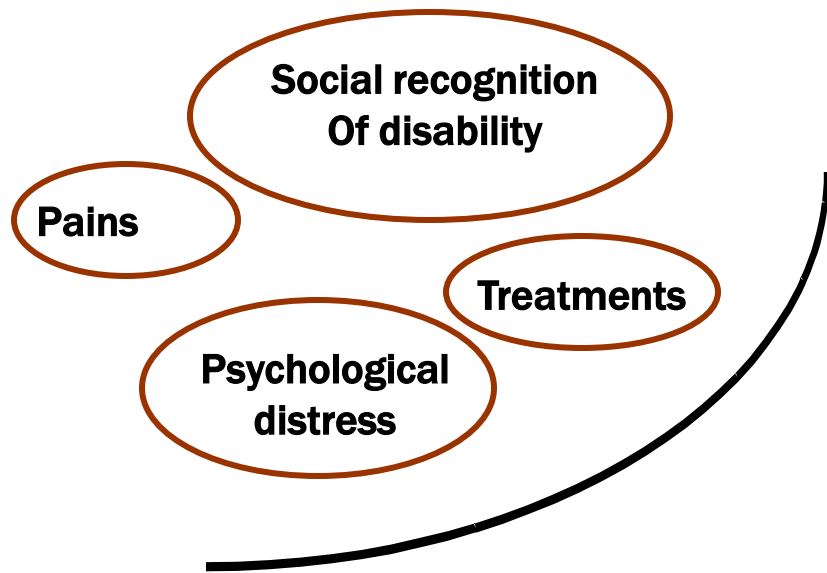 Social recognition
Of disability
Pains
Treatments
Psychological
distress